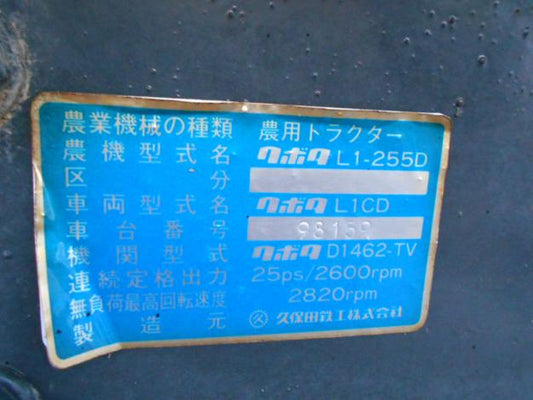 農業機械の種類 農用トラクター
農機型式名 クボタ L1-255D
区分
車両型式名 クボタ L1CD
車台番号 98159
機関型式 クボタ D1462-TV
連続定格出力 25ps/2600rpm
無負荷最高回転速度 2820rpm
製造元 久保田鉄工株式会社